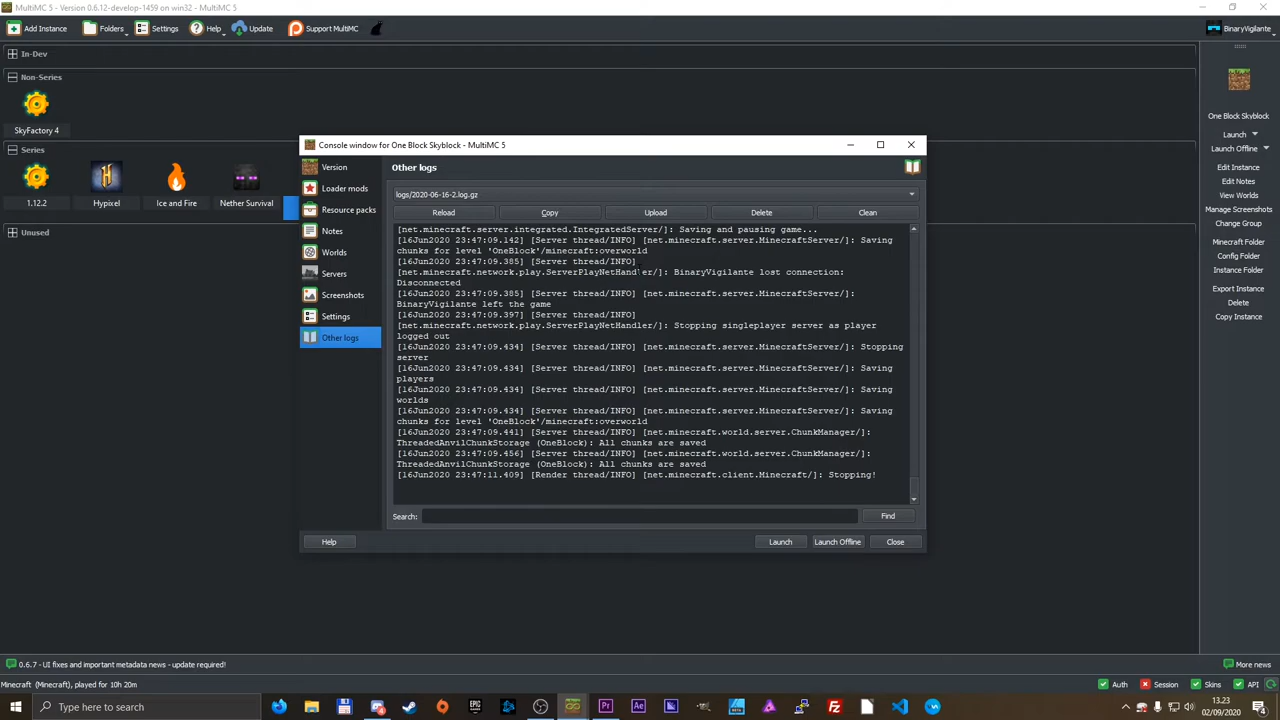 MultiMC 5 - Version 0.6.12-develop-1459 on win32
Add Instance Folders Settings Help Update Support MultiMC BinaryVigilante
In-Dev
Non-Series
SkyFactory 4
Series
1.12.2 Hypixel Ice and Fire Nether Survival
Unused
Console window for One Block Skyblock - MultiMC 5
Version
Loader mods
Resource packs
Notes
Worlds
Servers
Screenshots
Settings
Other logs
Other logs
logs/2020-06-16-2.log.gz
Reload Copy Upload Delete Clean
[net.minecraft.server.integrated.IntegratedServer/]: Saving and pausing game...
[16Jun2020 23:47:09.142] [Server thread/INFO] [net.minecraft.server.MinecraftServer/]: Saving
chunks for level 'OneBlock'/minecraft:overworld
[16Jun2020 23:47:09.385] [Server thread/INFO]
[net.minecraft.network.play.ServerPlayNetHandler/]: BinaryVigilante lost connection:
Disconnected
[16Jun2020 23:47:09.385] [Server thread/INFO] [net.minecraft.server.MinecraftServer/]:
BinaryVigilante left the game
[16Jun2020 23:47:09.397] [Server thread/INFO]
[net.minecraft.network.play.ServerPlayNetHandler/]: Stopping singleplayer server as player
logged out
[16Jun2020 23:47:09.434] [Server thread/INFO] [net.minecraft.server.MinecraftServer/]: Stopping
server
[16Jun2020 23:47:09.434] [Server thread/INFO] [net.minecraft.server.MinecraftServer/]: Saving
players
[16Jun2020 23:47:09.434] [Server thread/INFO] [net.minecraft.server.MinecraftServer/]: Saving
worlds
[16Jun2020 23:47:09.434] [Server thread/INFO] [net.minecraft.server.MinecraftServer/]: Saving
chunks for level 'OneBlock'/minecraft:overworld
[16Jun2020 23:47:09.441] [Server thread/INFO] [net.minecraft.world.server.ChunkManager/]:
ThreadedAnvilChunkStorage (OneBlock): All chunks are saved
[16Jun2020 23:47:09.456] [Server thread/INFO] [net.minecraft.world.server.ChunkManager/]:
ThreadedAnvilChunkStorage (OneBlock): All chunks are saved
[16Jun2020 23:47:11.409] [Render thread/INFO] [net.minecraft.client.Minecraft/]: Stopping!
Search: Find
Help Launch Launch Offline Close
One Block Skyblock
Launch
Launch Offline
Edit Instance
Edit Notes
View Worlds
Manage Screenshots
Change Group
Minecraft Folder
Config Folder
Instance Folder
Export Instance
Delete
Copy Instance
0.6.7 - UI fixes and important metadata news - update required! More news
Minecraft (Minecraft), played for 10h 20m Auth Session Skins API
Type here to search
13.23
02/09/2020